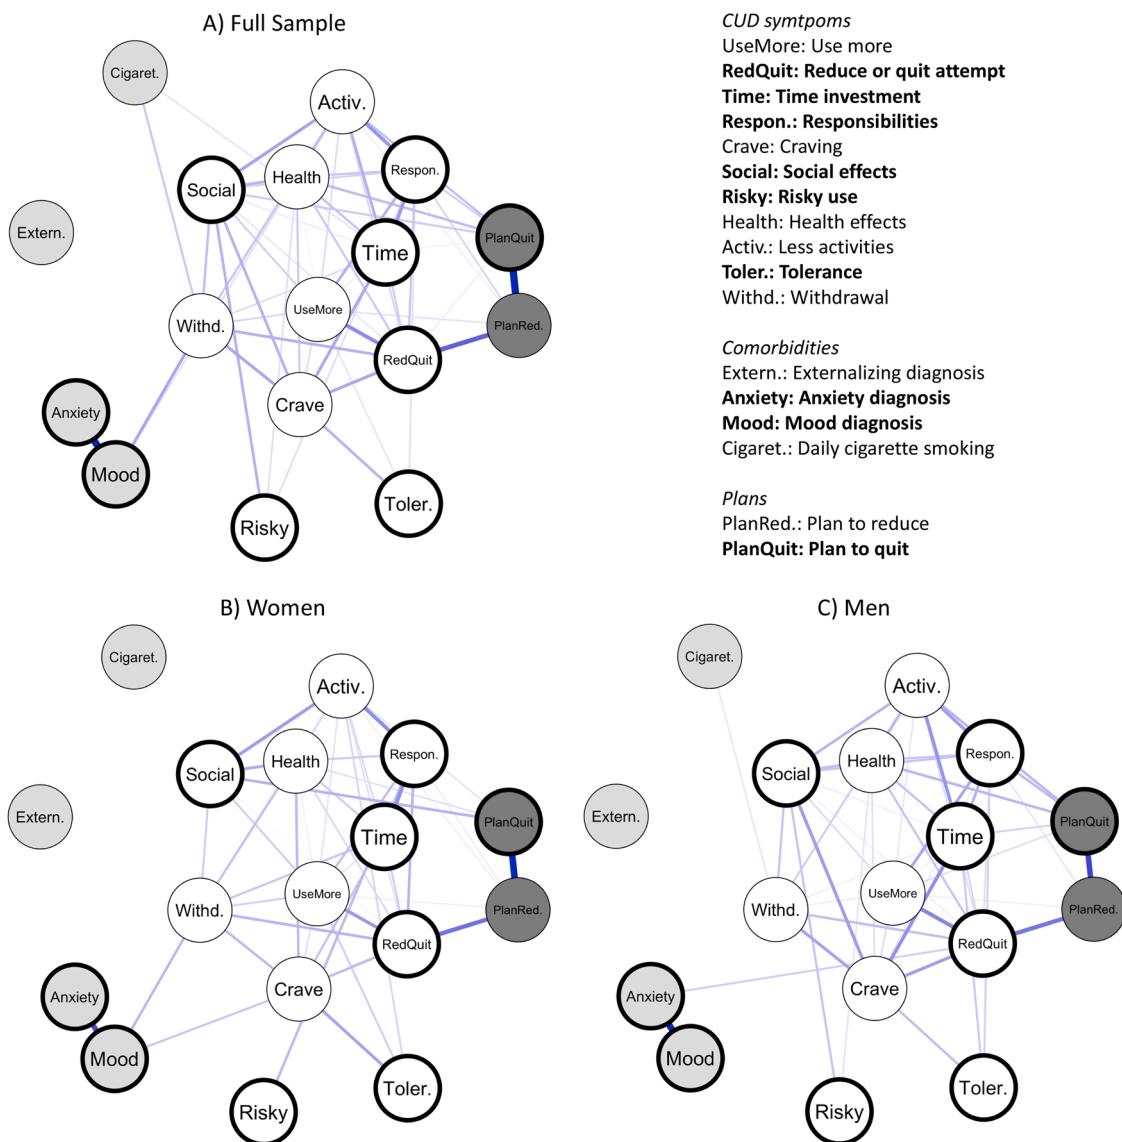 A) Full Sample
Cigaret.
Activ.
Social
Health
Respon.
Extern.
Time
PlanQuit
Withd.
UseMore
PlanRed.
RedQuit
Crave
Anxiety
Mood
Risky
Toler.
CUD symtpoms
UseMore: Use more
RedQuit: Reduce or quit attempt
Time: Time investment
Respon.: Responsibilities
Crave: Craving
Social: Social effects
Risky: Risky use
Health: Health effects
Activ.: Less activities
Toler.: Tolerance
Withd.: Withdrawal
Comorbidities
Extern.: Externalizing diagnosis
Anxiety: Anxiety diagnosis
Mood: Mood diagnosis
Cigaret.: Daily cigarette smoking
Plans
PlanRed.: Plan to reduce
PlanQuit: Plan to quit
B) Women
Cigaret.
Activ.
Social
Health
Respon.
Extern.
Time
PlanQuit
Withd.
UseMore
PlanRed.
RedQuit
Crave
Anxiety
Mood
Risky
Toler.
C) Men
Cigaret.
Activ.
Social
Health
Respon.
Extern.
Time
PlanQuit
Withd.
UseMore
PlanRed.
RedQuit
Crave
Anxiety
Mood
Risky
Toler.